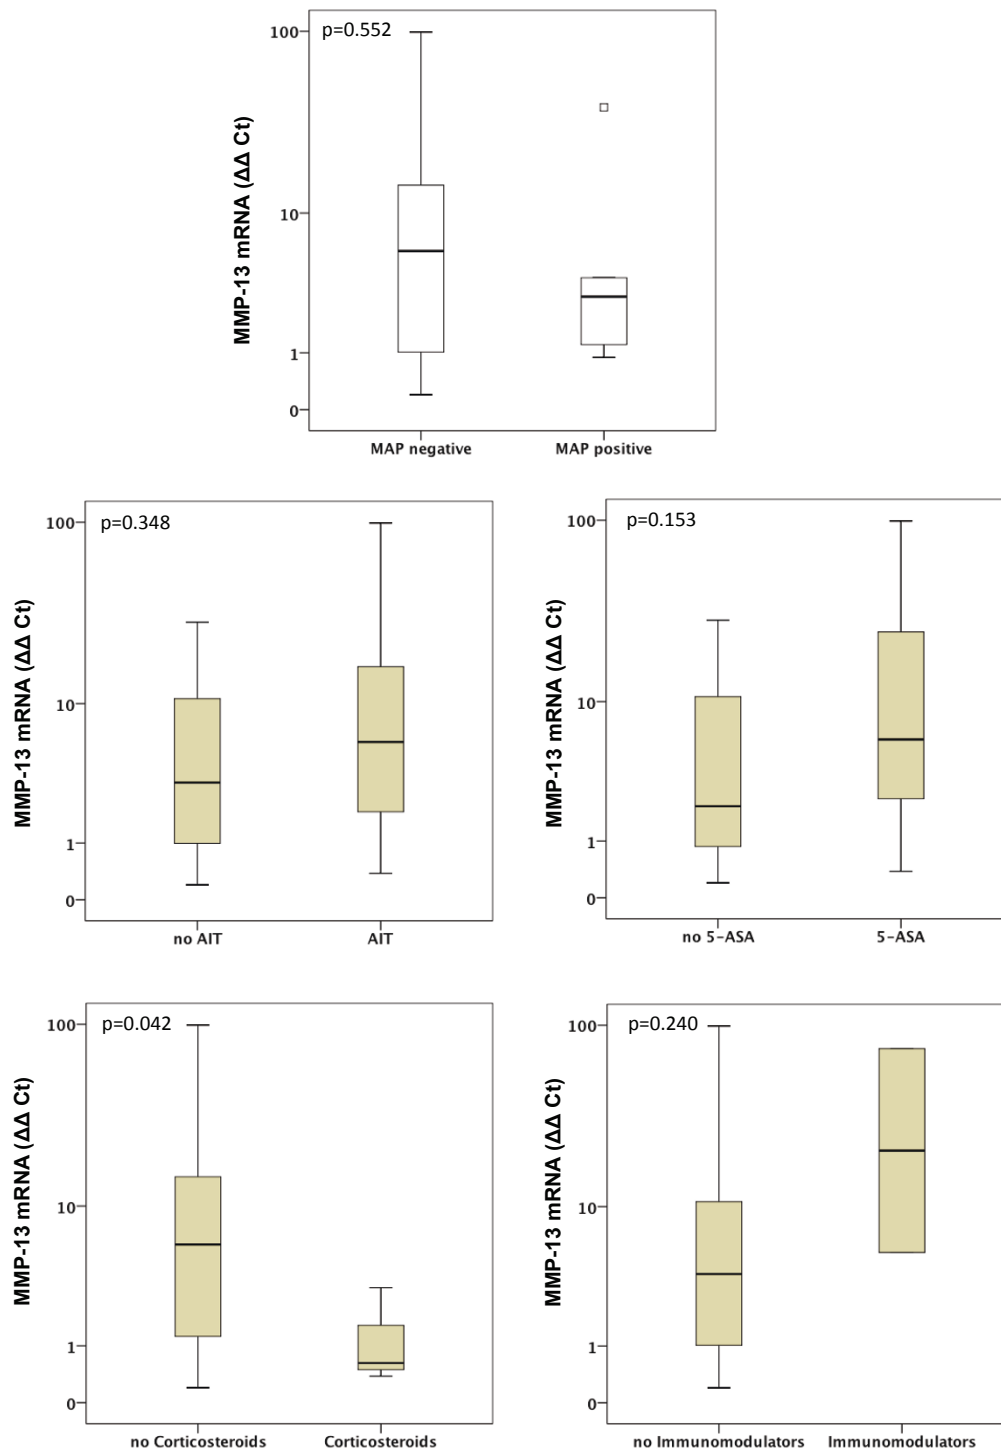 p=0.552
100
10
1
0
MMP-13 mRNA (ΔΔ Ct)
MAP negative MAP positive
p=0.348
100
10
1
0
MMP-13 mRNA (ΔΔ Ct)
no AIT AIT
p=0.153
100
10
1
0
MMP-13 mRNA (ΔΔ Ct)
no 5-ASA 5-ASA
p=0.042
100
10
1
0
MMP-13 mRNA (ΔΔ Ct)
no Corticosteroids Corticosteroids
p=0.240
100
10
1
0
MMP-13 mRNA (ΔΔ Ct)
no Immunomodulators Immunomodulators